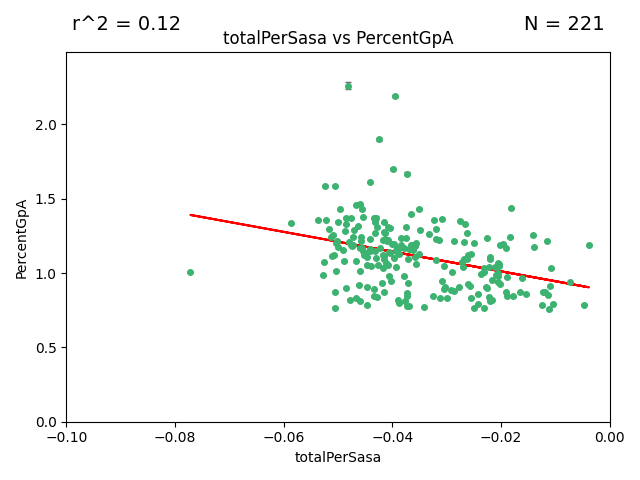 r^2 = 0.12
N = 221
totalPerSasa vs PercentGpA
PercentGpA
2.0
1.5
1.0
0.5
0.0
−0.10
−0.08
−0.06
−0.04
−0.02
0.00
totalPerSasa